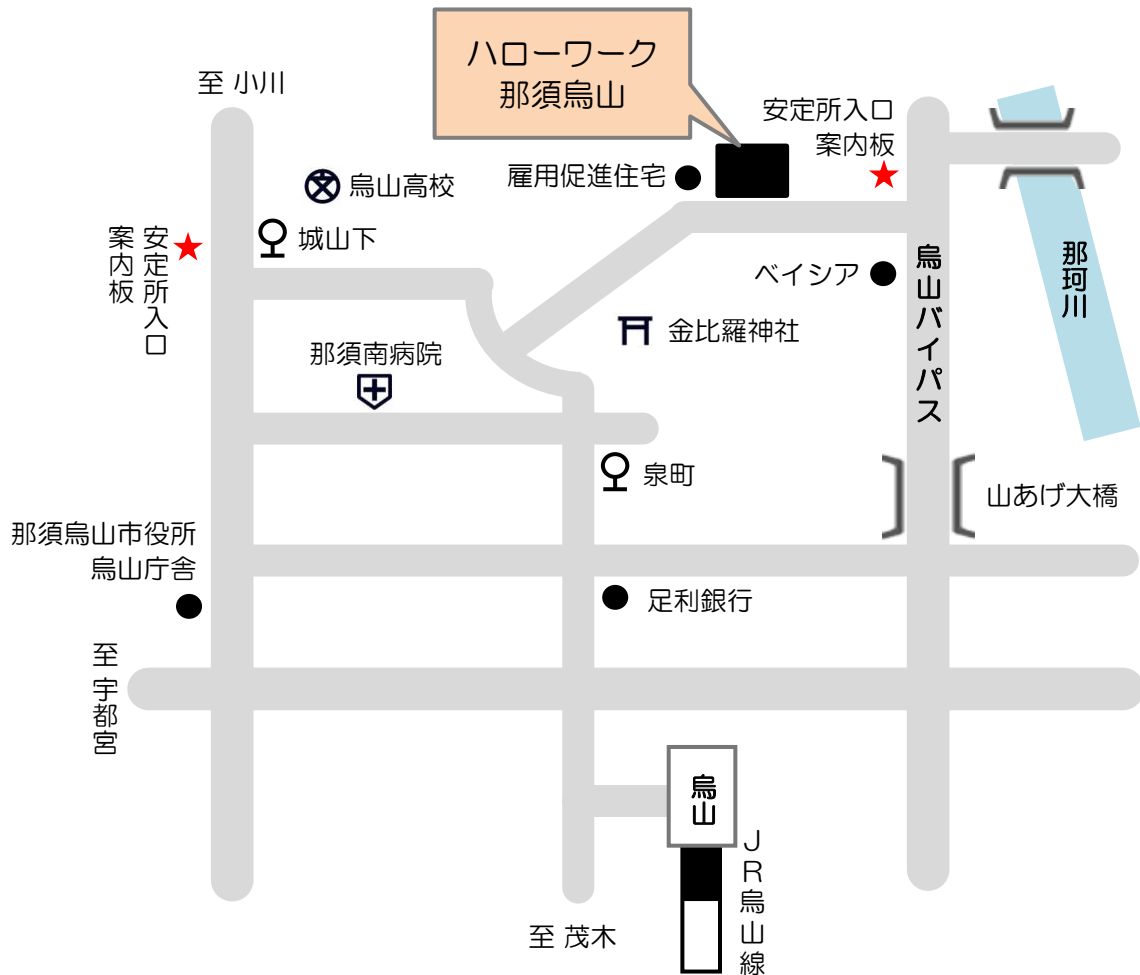 ハローワーク
那須烏山
至 小川
安定所入口
案内板
雇用促進住宅
烏山高校
城山下
安定所入口
案内板
ベイシア
烏山バイパス
那珂川
金比羅神社
那須南病院
泉町
山あげ大橋
那須烏山市役所
烏山庁舎
足利銀行
至 宇都宮
烏山
JR烏山線
至 茂木